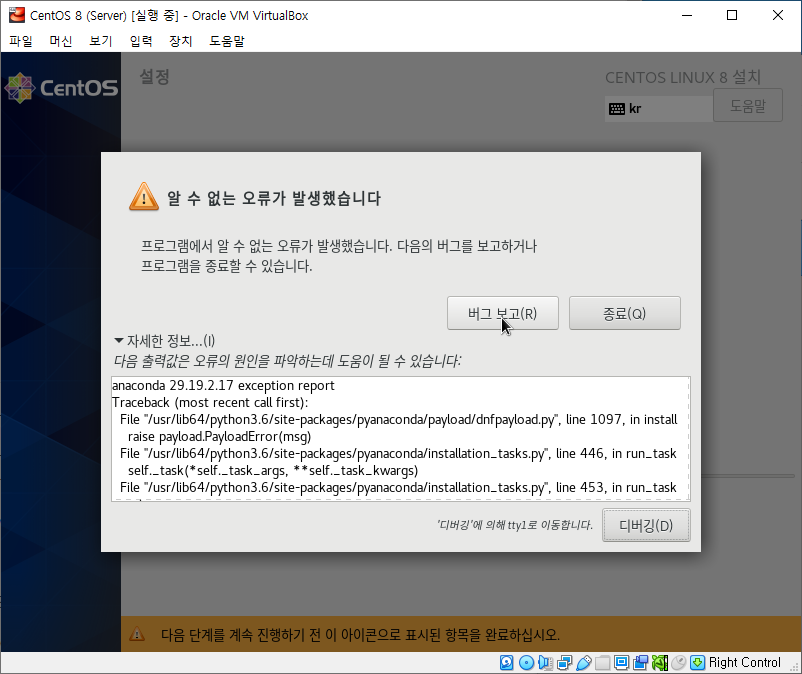 CentOS 8 (Server) [실행 중] - Oracle VM VirtualBox
파일 머신 보기 입력 장치 도움말
CentOS
설정
CENTOS LINUX 8 설치
kr
도움말
알 수 없는 오류가 발생했습니다
프로그램에서 알 수 없는 오류가 발생했습니다. 다음의 버그를 보고하거나
프로그램을 종료할 수 있습니다.
버그 보고(R)
종료(Q)
자세한 정보...(I)
다음 출력값은 오류의 원인을 파악하는데 도움이 될 수 있습니다:
anaconda 29.19.2.17 exception report
Traceback (most recent call first):
File "/usr/lib64/python3.6/site-packages/pyanaconda/payload/dnfpayload.py", line 1097, in install
raise payload.PayloadError(msg)
File "/usr/lib64/python3.6/site-packages/pyanaconda/installation_tasks.py", line 446, in run_task
self._task(*self._task_args, **self._task_kwargs)
File "/usr/lib64/python3.6/site-packages/pyanaconda/installation_tasks.py", line 453, in run_task
'디버깅'에 의해 tty1로 이동합니다.
디버깅(D)
다음 단계를 계속 진행하기 전 이 아이콘으로 표시된 항목을 완료하십시오.
Right Control